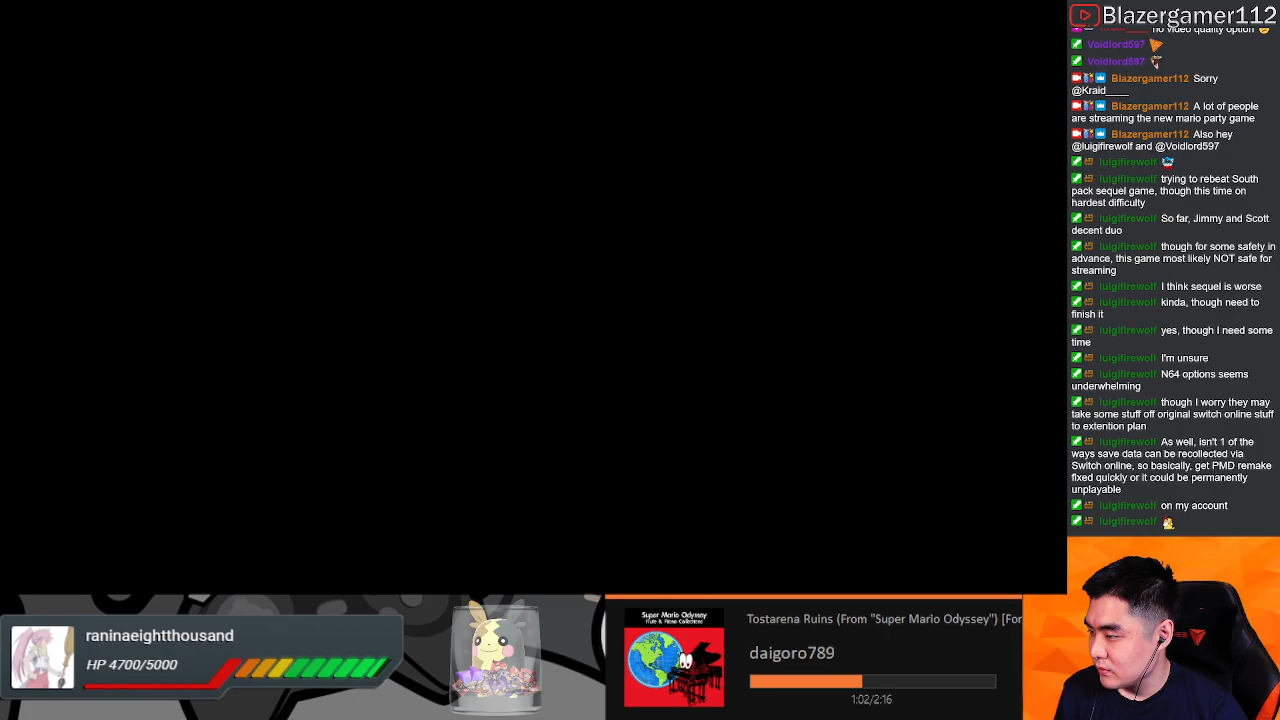 Blazergamer112
no video quality option
Voidlord597
Voidlord597
Blazergamer112 Sorry
@Kraid____
Blazergamer112 A lot of people
are streaming the new mario party game
Blazergamer112 Also hey
@luigifirewolf and @Voidlord597
luigifirewolf
luigifirewolf trying to rebeat South
pack sequel game, though this time on
hardest difficulty
luigifirewolf So far, Jimmy and Scott
decent duo
luigifirewolf though for some safety in
advance, this game most likely NOT safe for
streaming
luigifirewolf I think sequel is worse
luigifirewolf kinda, though need to
finish it
luigifirewolf yes, though I need some
time
luigifirewolf I'm unsure
luigifirewolf N64 options seems
underwhelming
luigifirewolf though I worry they may
take some stuff off original switch online stuff
to extention plan
luigifirewolf As well, isn't 1 of the
ways save data can be recollected via
Switch online, so basically, get PMD remake
fixed quickly or it could be permanently
unplayable
luigifirewolf on my account
luigifirewolf
raninaeightthousand
HP 4700/5000
Super Mario Odyssey
Flute & Piano Collections
Tostarena Ruins (From "Super Mario Odyssey") [For
daigoro789
1:02/2:16